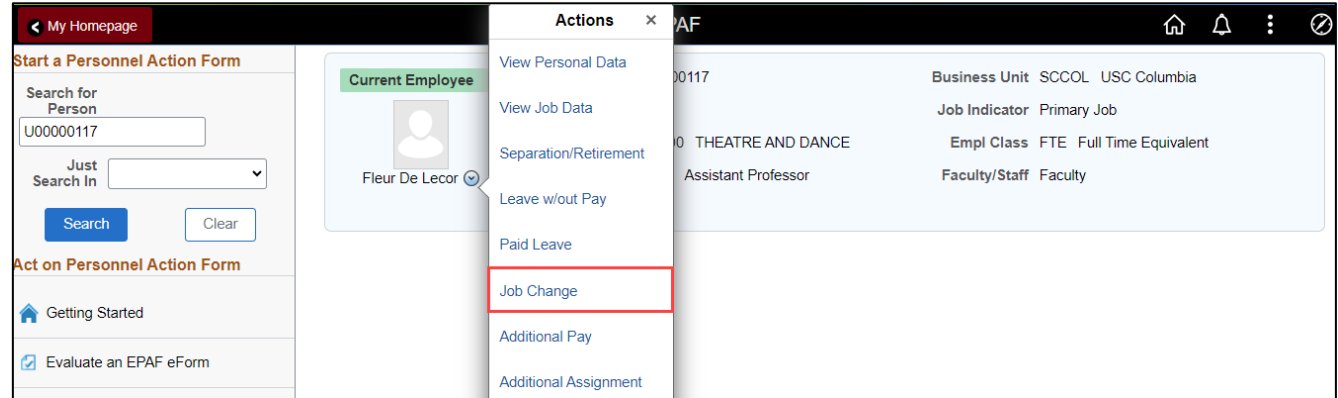 My Homepage
Start a Personnel Action Form
Search for
Person
U00000117
Just
Search In
Search
Clear
Act on Personnel Action Form
Getting Started
Evaluate an EPAF eForm
Current Employee
Fleur De Lecor
Actions ×
View Personal Data
View Job Data
Separation/Retirement
Leave w/out Pay
Paid Leave
Job Change
Additional Pay
Additional Assignment
PAF
00117
Business Unit SCCOL USC Columbia
Job Indicator Primary Job
00 THEATRE AND DANCE
Empl Class FTE Full Time Equivalent
Assistant Professor
Faculty/Staff Faculty